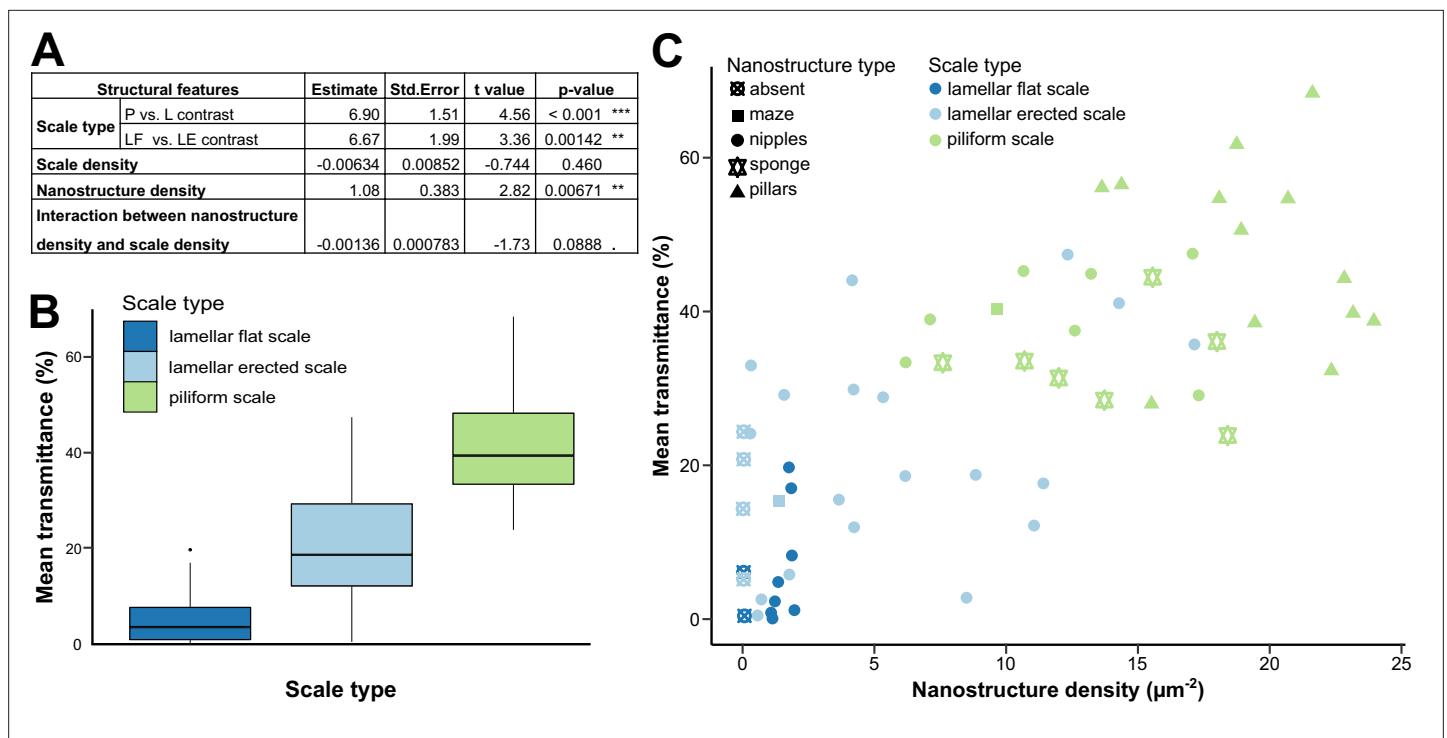 A
Structural features Estimate Std.Error t value p-value
Scale type P vs. L contrast 6.90 1.51 4.56 < 0.001 ***
LF vs. LE contrast 6.67 1.99 3.36 0.00142 **
Scale density -0.00634 0.00852 -0.744 0.460
Nanostructure density 1.08 0.383 2.82 0.00671 **
Interaction between nanostructure
density and scale density -0.00136 0.000783 -1.73 0.0888 .
B
Scale type
lamellar flat scale
lamellar erected scale
piliform scale
Mean transmittance (%)
60
40
20
0
Scale type
C
Nanostructure type
absent
maze
nipples
sponge
pillars
Scale type
lamellar flat scale
lamellar erected scale
piliform scale
Mean transmittance (%)
60
40
20
0
0 5 10 15 20 25
Nanostructure density (µm⁻²)